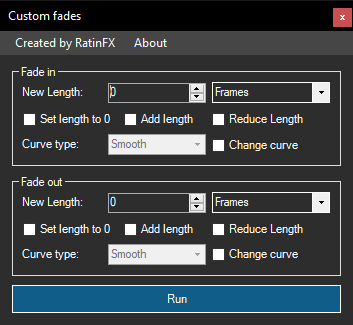 Custom fades x
Created by RatinFX About
Fade in
New Length: 0 Frames
Set length to 0 Add length Reduce Length
Curve type: Smooth Change curve
Fade out
New Length: 0 Frames
Set length to 0 Add length Reduce Length
Curve type: Smooth Change curve
Run